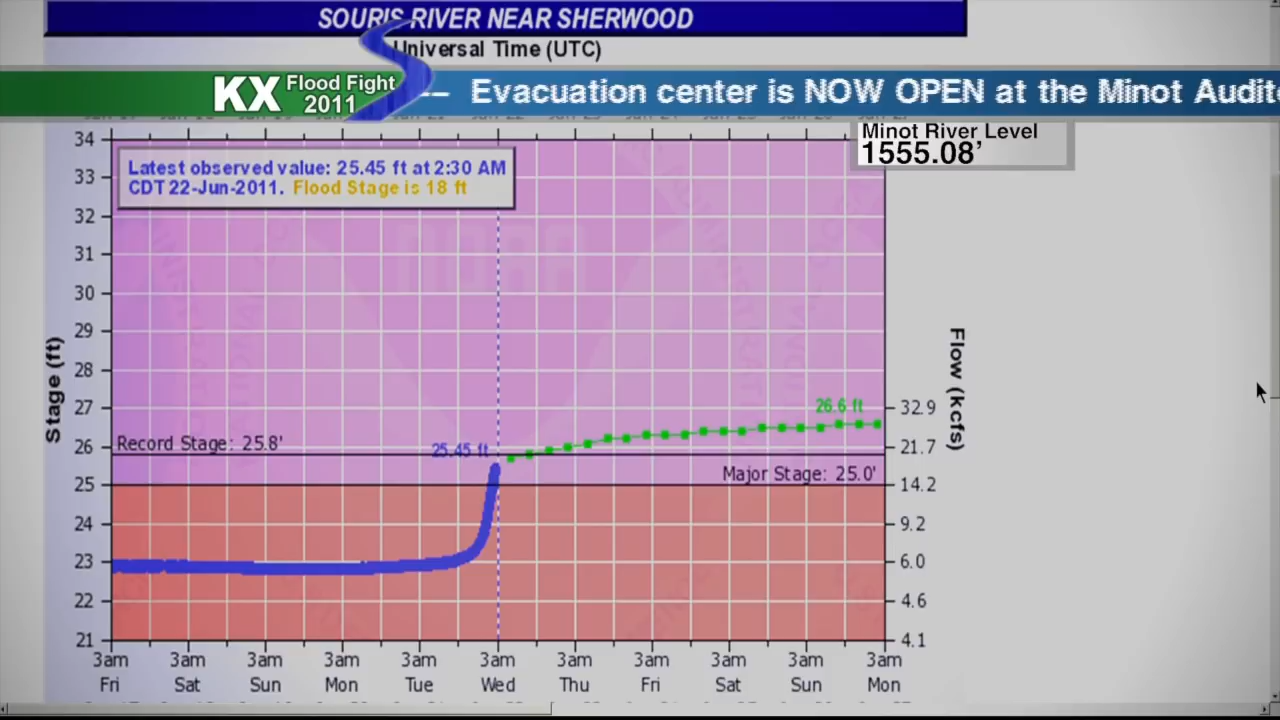 SOURIS RIVER NEAR SHERWOOD
Universal Time (UTC)
KX Flood Fight 2011
-- Evacuation center is NOW OPEN at the Minot Audit
Minot River Level
1555.08'
Latest observed value: 25.45 ft at 2:30 AM
CDT 22-Jun-2011. Flood Stage is 18 ft
NOAA
34
33
32
31
30
29
28
27
26
25
24
23
22
21
Stage (ft)
Record Stage: 25.8'
25.45 ft
26.6 ft
Major Stage: 25.0'
32.9
21.7
14.2
9.2
6.0
4.6
4.1
Flow (kcfs)
3am 3am 3am 3am 3am 3am 3am 3am 3am 3am 3am
Fri Sat Sun Mon Tue Wed Thu Fri Sat Sun Mon